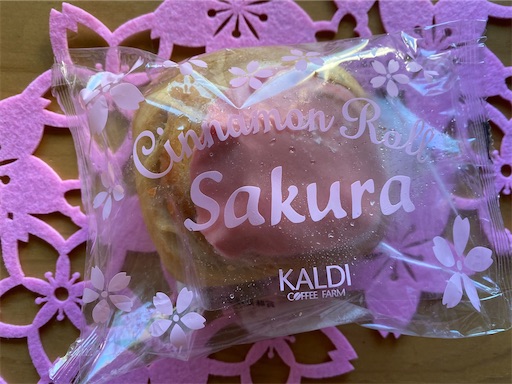 Cinnamon Roll
Sakura
KALDI
COFFEE FARM